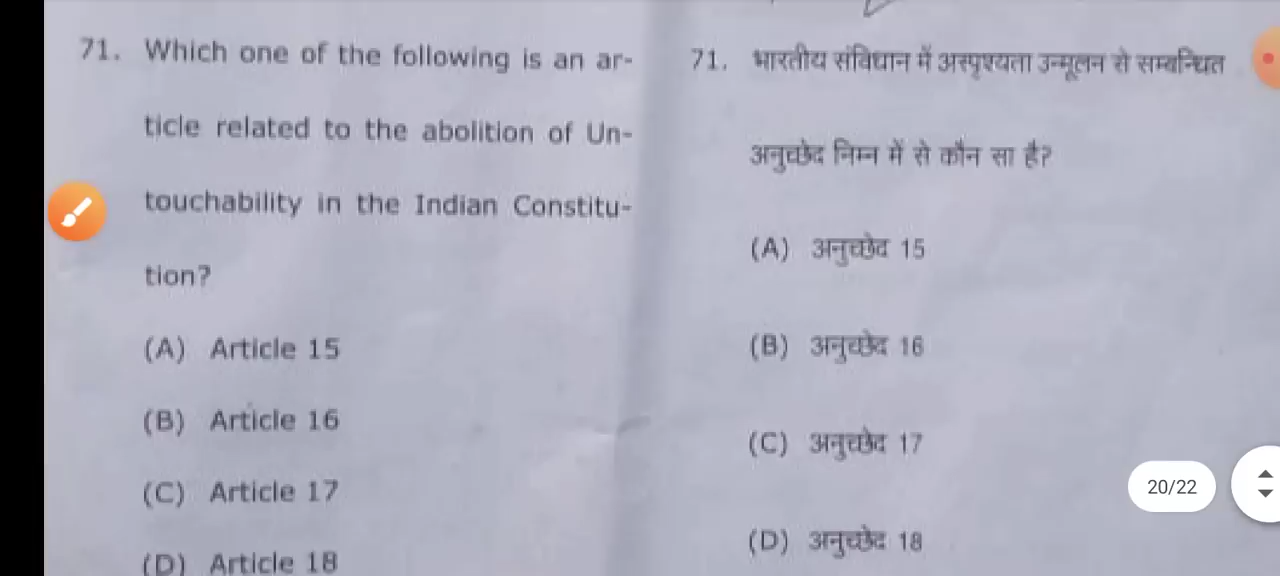 71. Which one of the following is an ar-
ticle related to the abolition of Un-
touchability in the Indian Constitu-
tion?
(A) Article 15
(B) Article 16
(C) Article 17
(D) Article 18
71. भारतीय संविधान में अस्पृश्यता उन्मूलन से सम्बन्धित
अनुच्छेद निम्न में से कौन सा है?
(A) अनुच्छेद 15
(B) अनुच्छेद 16
(C) अनुच्छेद 17
(D) अनुच्छेद 18
20/22